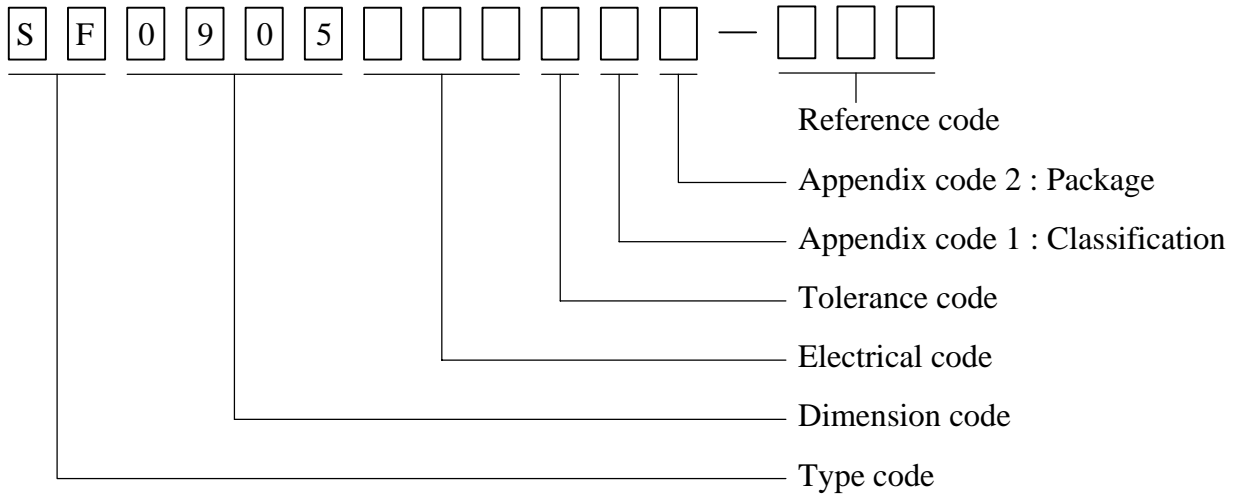 S F 0 9 0 5 —
Reference code
Appendix code 2 : Package
Appendix code 1 : Classification
Tolerance code
Electrical code
Dimension code
Type code